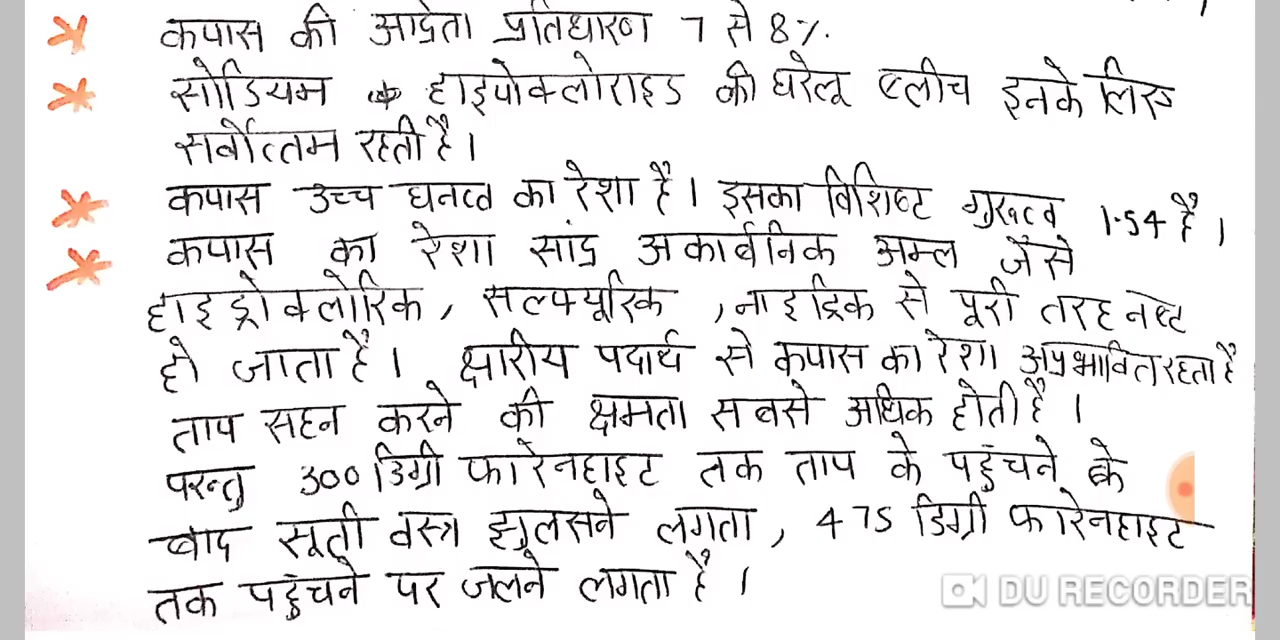 कपास की आद्रेता प्रतिधारण 7 से 8%.
सोडियम हाइपोक्लोराइड की घरेलू ब्लीच इनके लिए
सर्वोत्तम रहती है।
कपास उच्च घनत्व का रेशा है। इसका विशिष्ट गुरुत्व 1.54 है।
कपास का रेशा सांद्र अकार्बनिक अम्ल जैसे
हाइड्रोक्लोरिक, सल्फ्यूरिक, नाइट्रिक से पूरी तरह नष्ट
हो जाता है। क्षारीय पदार्थ से कपास का रेशा अप्रभावित रहता है
ताप सहन करने की क्षमता सबसे अधिक होती है।
परन्तु 300 डिग्री फारेनहाइट तक ताप के पहुंचने के
बाद सूती वस्त्र झुलसने लगता, 475 डिग्री फारेनहाइट
तक पहुंचने पर जलने लगता है।
DU RECORDER